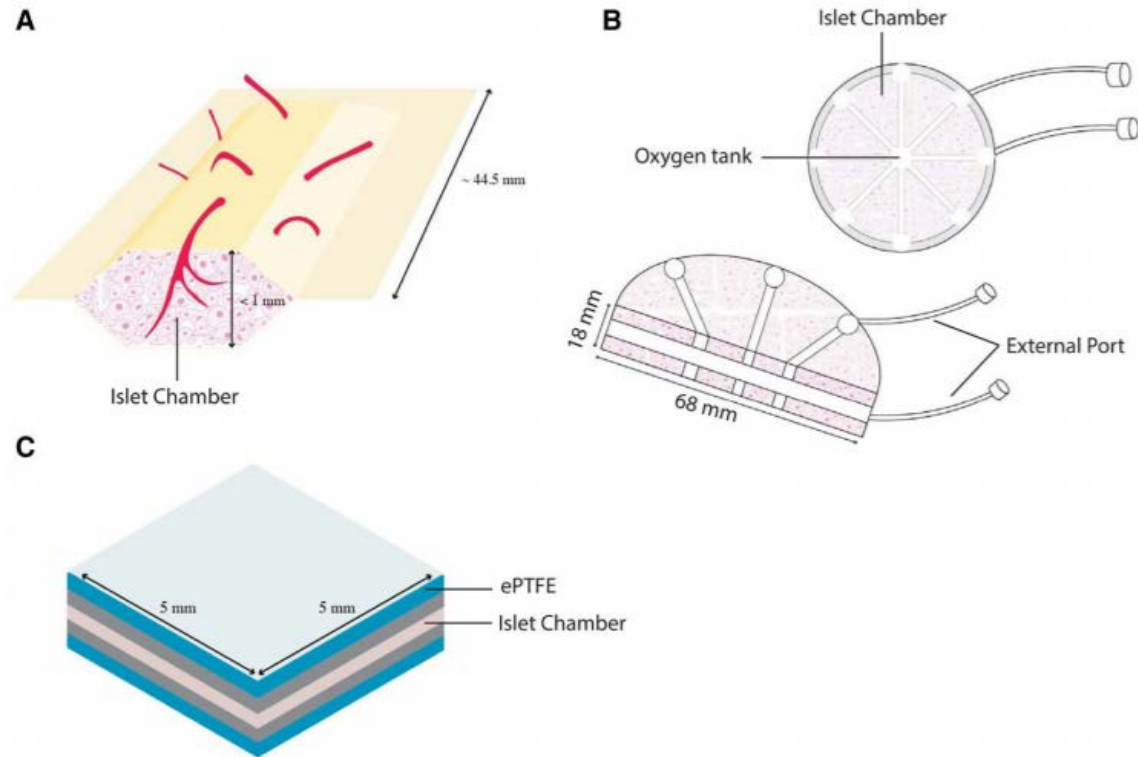 A
~ 44.5 mm
< 1 mm
Islet Chamber
B
Islet Chamber
Oxygen tank
18 mm
68 mm
External Port
C
5 mm
5 mm
ePTFE
Islet Chamber